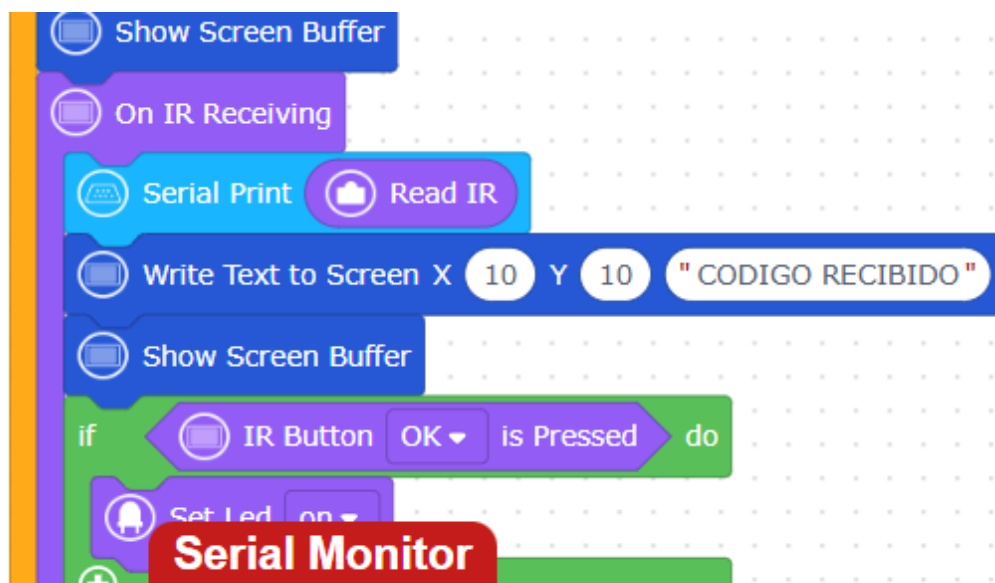 Show Screen Buffer
On IR Receiving
Serial Print Read IR
Write Text to Screen X 10 Y 10 "CODIGO RECIBIDO"
Show Screen Buffer
if IR Button OK is Pressed do
Set Led on
Serial Monitor